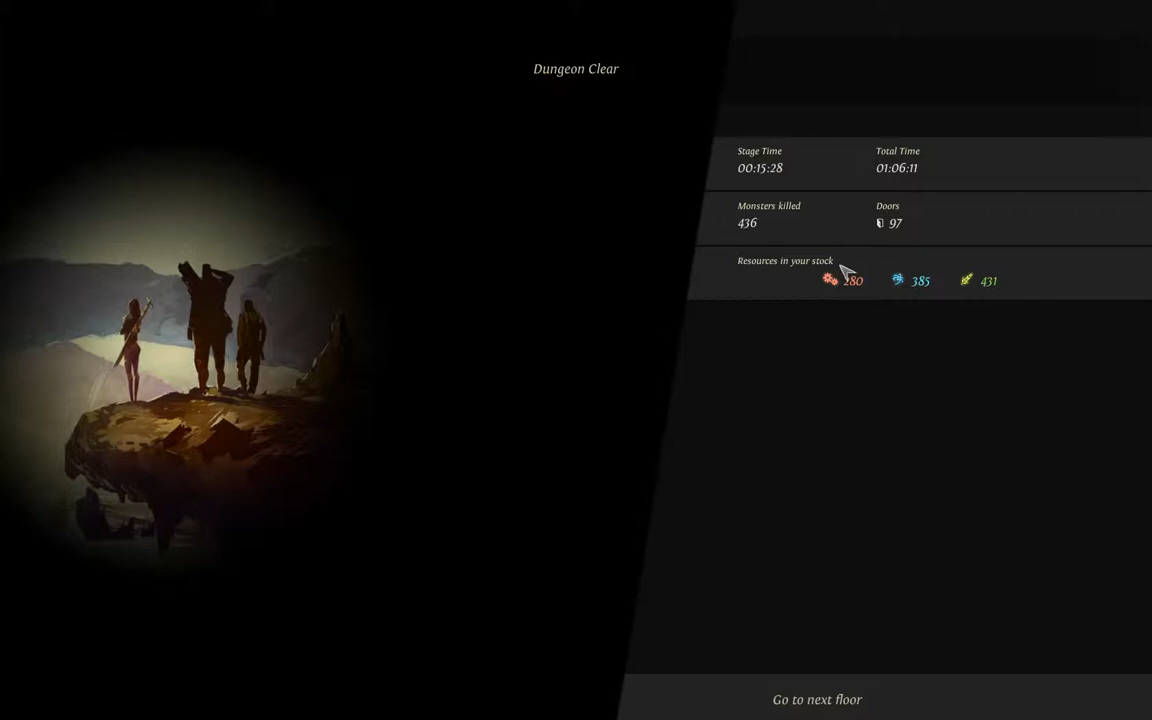 Dungeon Clear
Stage Time Total Time
00:15:28 01:06:11
Monsters killed Doors
436 97
Resources in your stock
280 385 431
Go to next floor